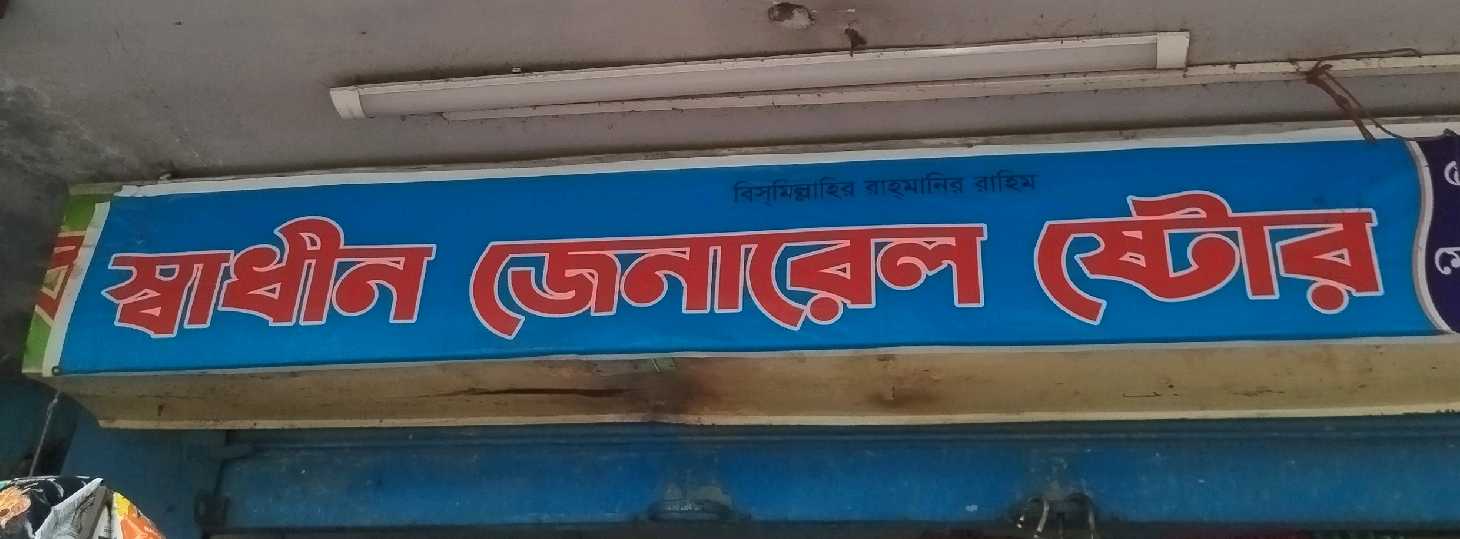 বিস্‌মিল্লাহির রাহ্‌মানির রাহিম
স্বাধীন জেনারেল ষ্টোর